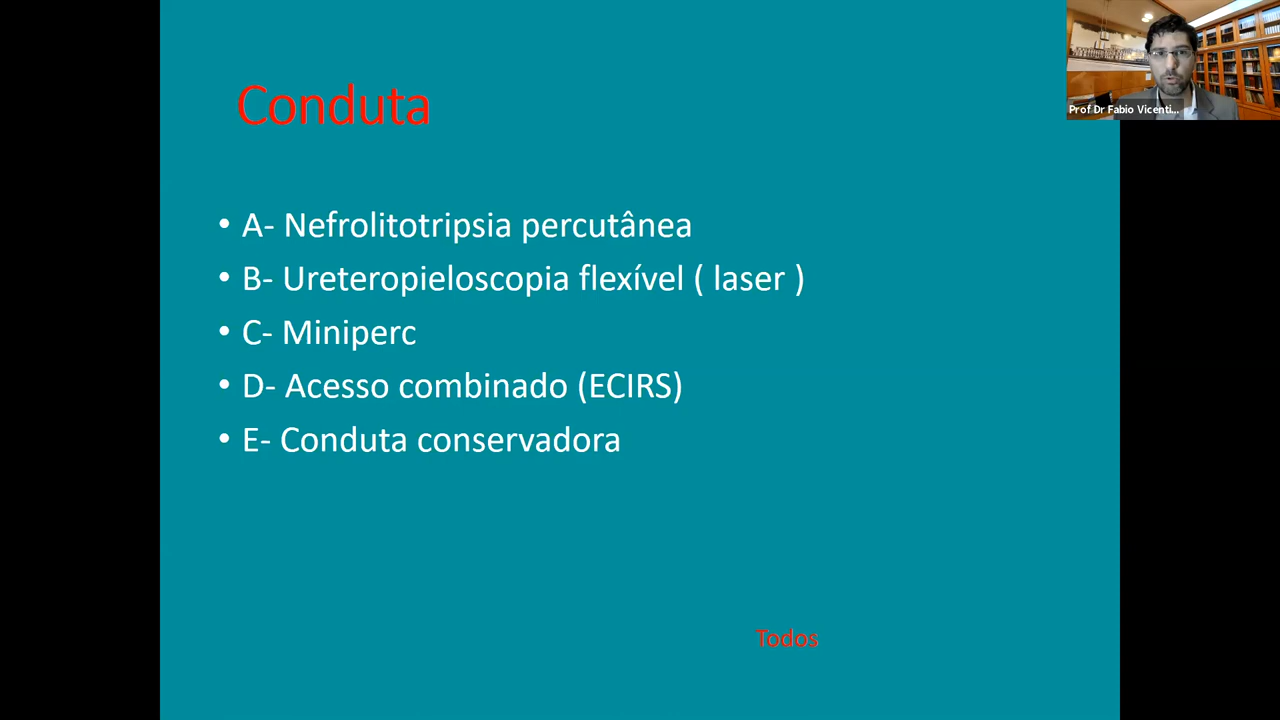 Conduta
• A- Nefrolitotripsia percutânea
• B- Ureteropieloscopia flexível ( laser )
• C- Miniperc
• D- Acesso combinado (ECIRS)
• E- Conduta conservadora
Todos
Prof Dr Fabio Vicenti...